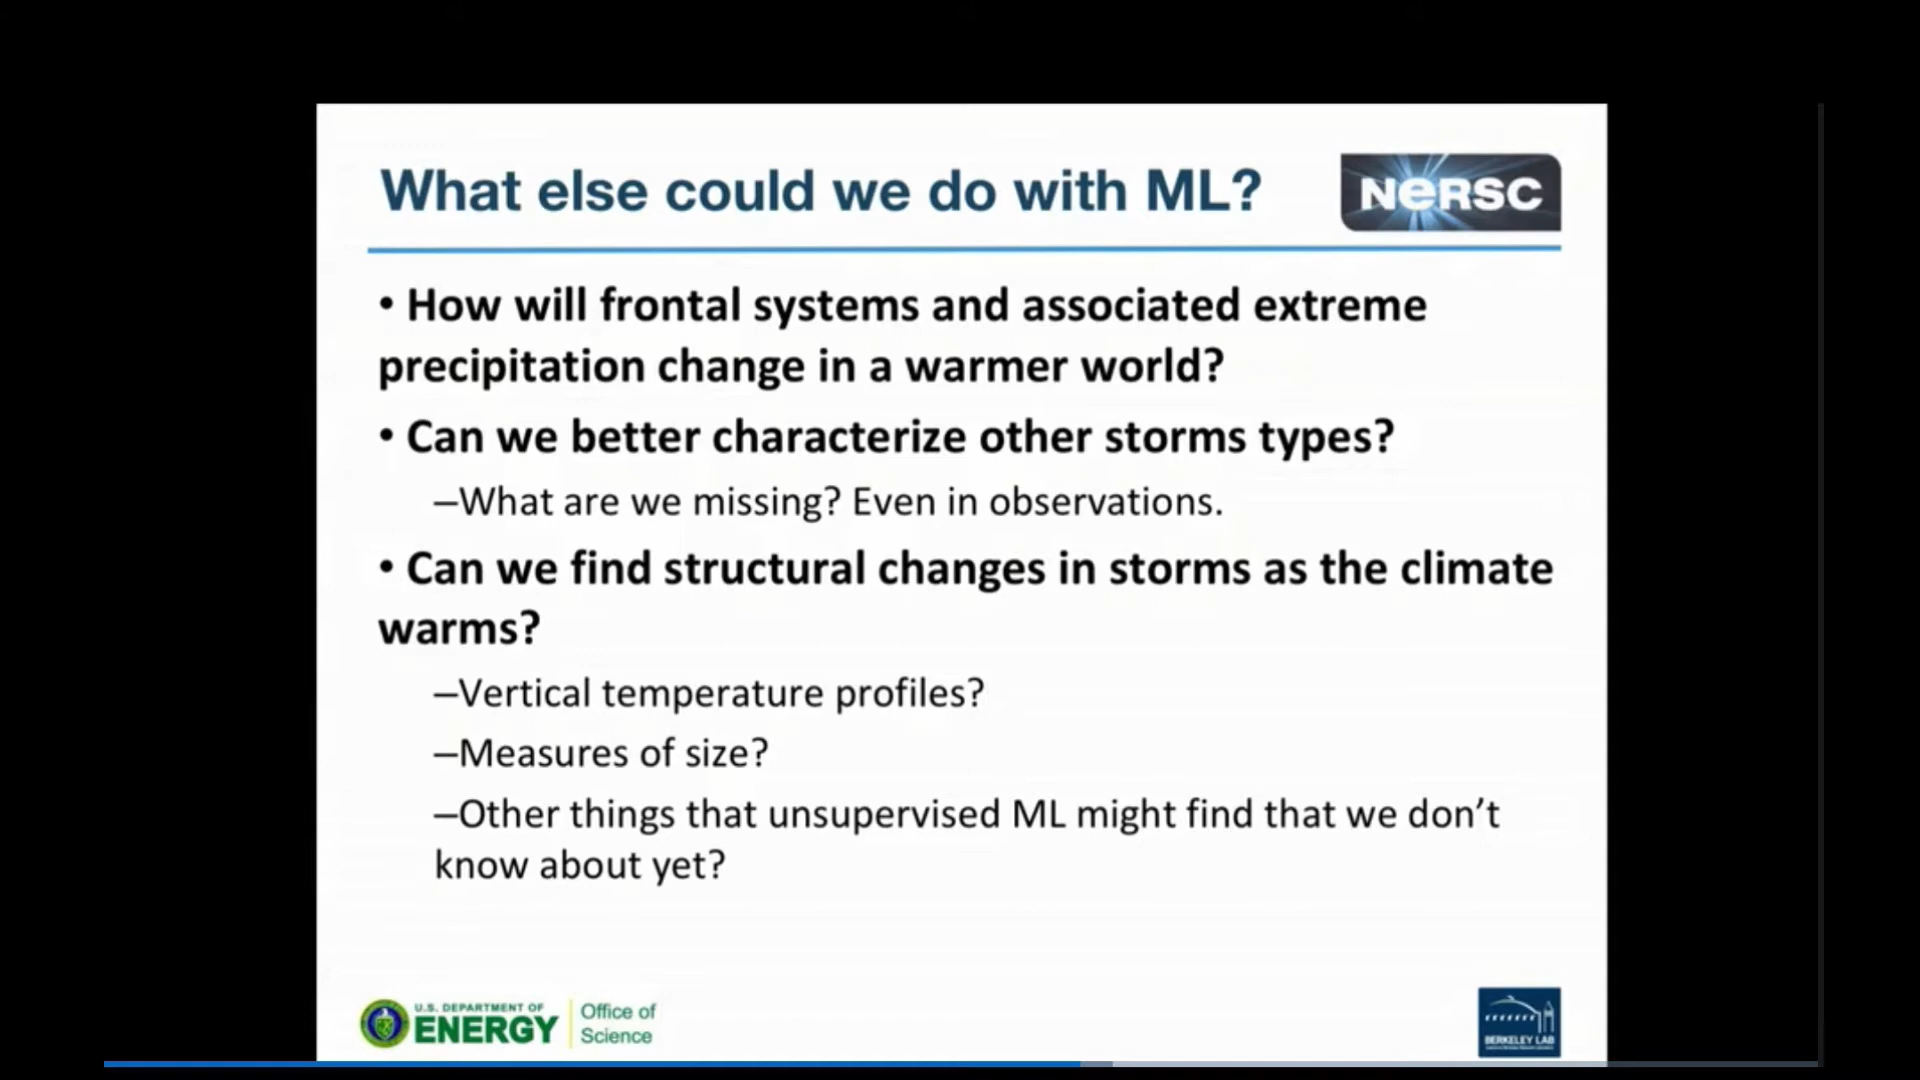 What else could we do with ML?
NeRSC
• How will frontal systems and associated extreme
precipitation change in a warmer world?
• Can we better characterize other storms types?
–What are we missing? Even in observations.
• Can we find structural changes in storms as the climate
warms?
–Vertical temperature profiles?
–Measures of size?
–Other things that unsupervised ML might find that we don’t
know about yet?
U.S. DEPARTMENT OF
ENERGY
Office of
Science
BERKELEY LAB